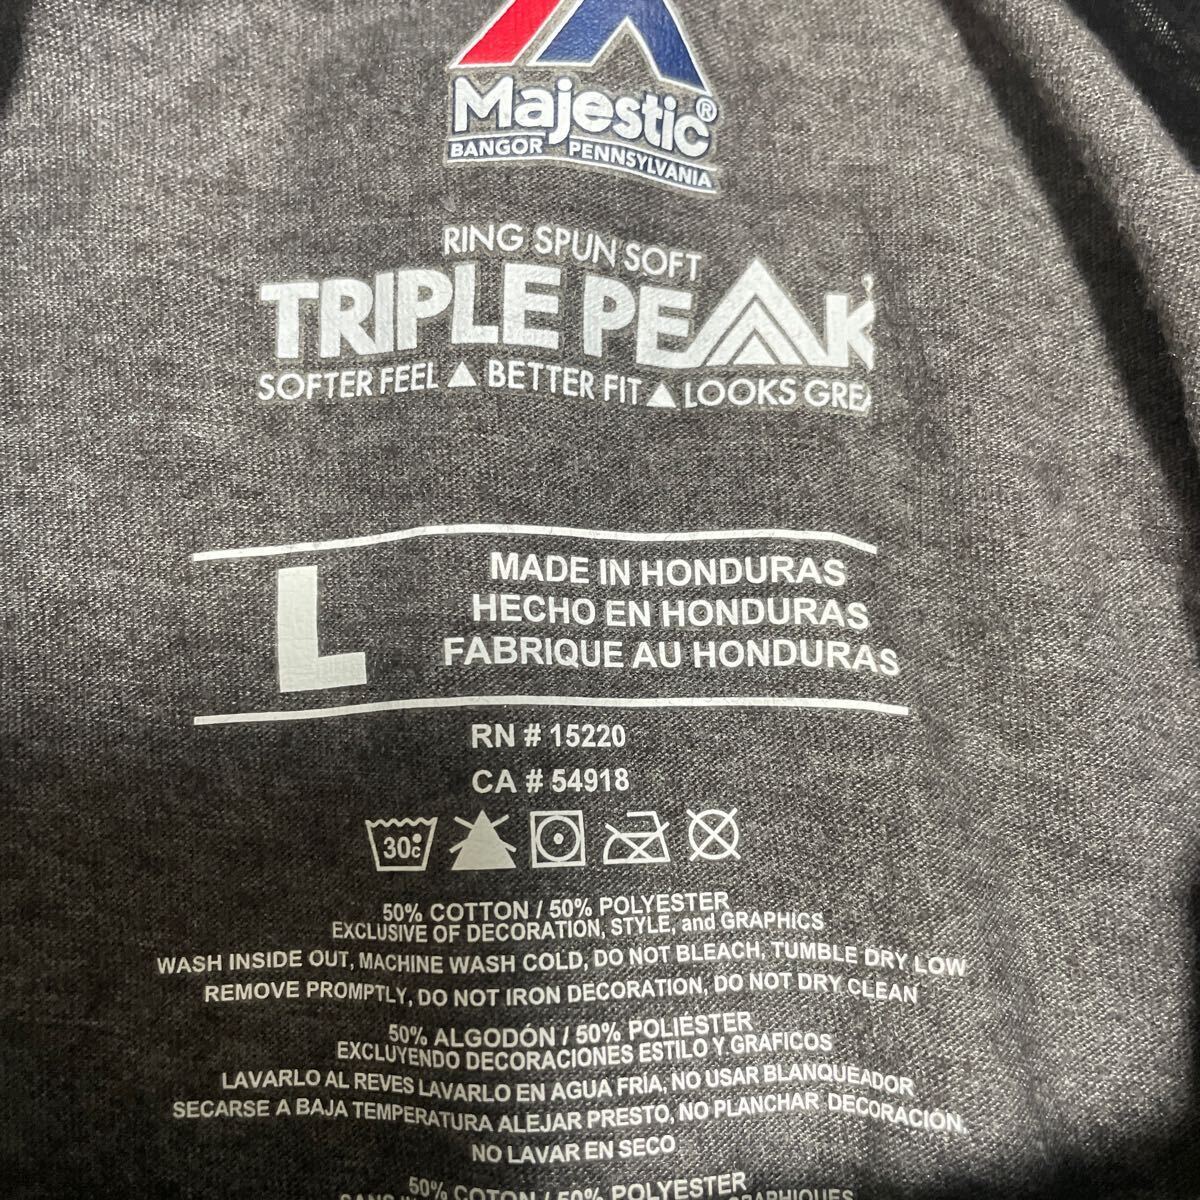 Majestic®
BANGOR PENNSYLVANIA
RING SPUN SOFT
TRIPLE PEAK
SOFTER FEEL ▲ BETTER FIT ▲ LOOKS GREA
L
MADE IN HONDURAS
HECHO EN HONDURAS
FABRIQUE AU HONDURAS
RN # 15220
CA # 54918
30c
50% COTTON / 50% POLYESTER
EXCLUSIVE OF DECORATION, STYLE, and GRAPHICS
WASH INSIDE OUT, MACHINE WASH COLD, DO NOT BLEACH, TUMBLE DRY LOW
REMOVE PROMPTLY, DO NOT IRON DECORATION, DO NOT DRY CLEAN
50% ALGODÓN / 50% POLIÉSTER
EXCLUYENDO DECORACIONES ESTILO Y GRAFICOS
LAVARLO AL REVES LAVARLO EN AGUA FRÍA, NO USAR BLANQUEADOR
SECARSE A BAJA TEMPERATURA ALEJAR PRESTO, NO PLANCHAR DECORACIÓN,
NO LAVAR EN SECO
50% COTON / 50% POLYESTER